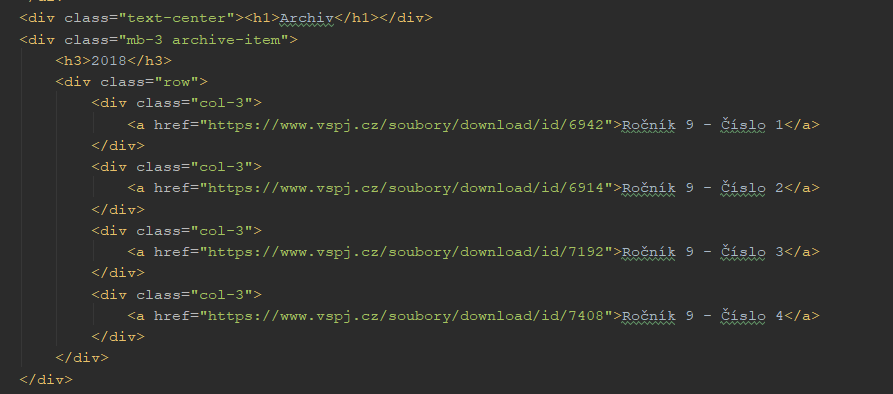 <div class="text-center"><h1>Archiv</h1></div>
<div class="mb-3 archive-item">
<h3>2018</h3>
<div class="row">
<div class="col-3">
<a href="https://www.vspj.cz/soubory/download/id/6942">Ročník 9 - Číslo 1</a>
</div>
<div class="col-3">
<a href="https://www.vspj.cz/soubory/download/id/6914">Ročník 9 - Číslo 2</a>
</div>
<div class="col-3">
<a href="https://www.vspj.cz/soubory/download/id/7192">Ročník 9 - Číslo 3</a>
</div>
<div class="col-3">
<a href="https://www.vspj.cz/soubory/download/id/7408">Ročník 9 - Číslo 4</a>
</div>
</div>
</div>